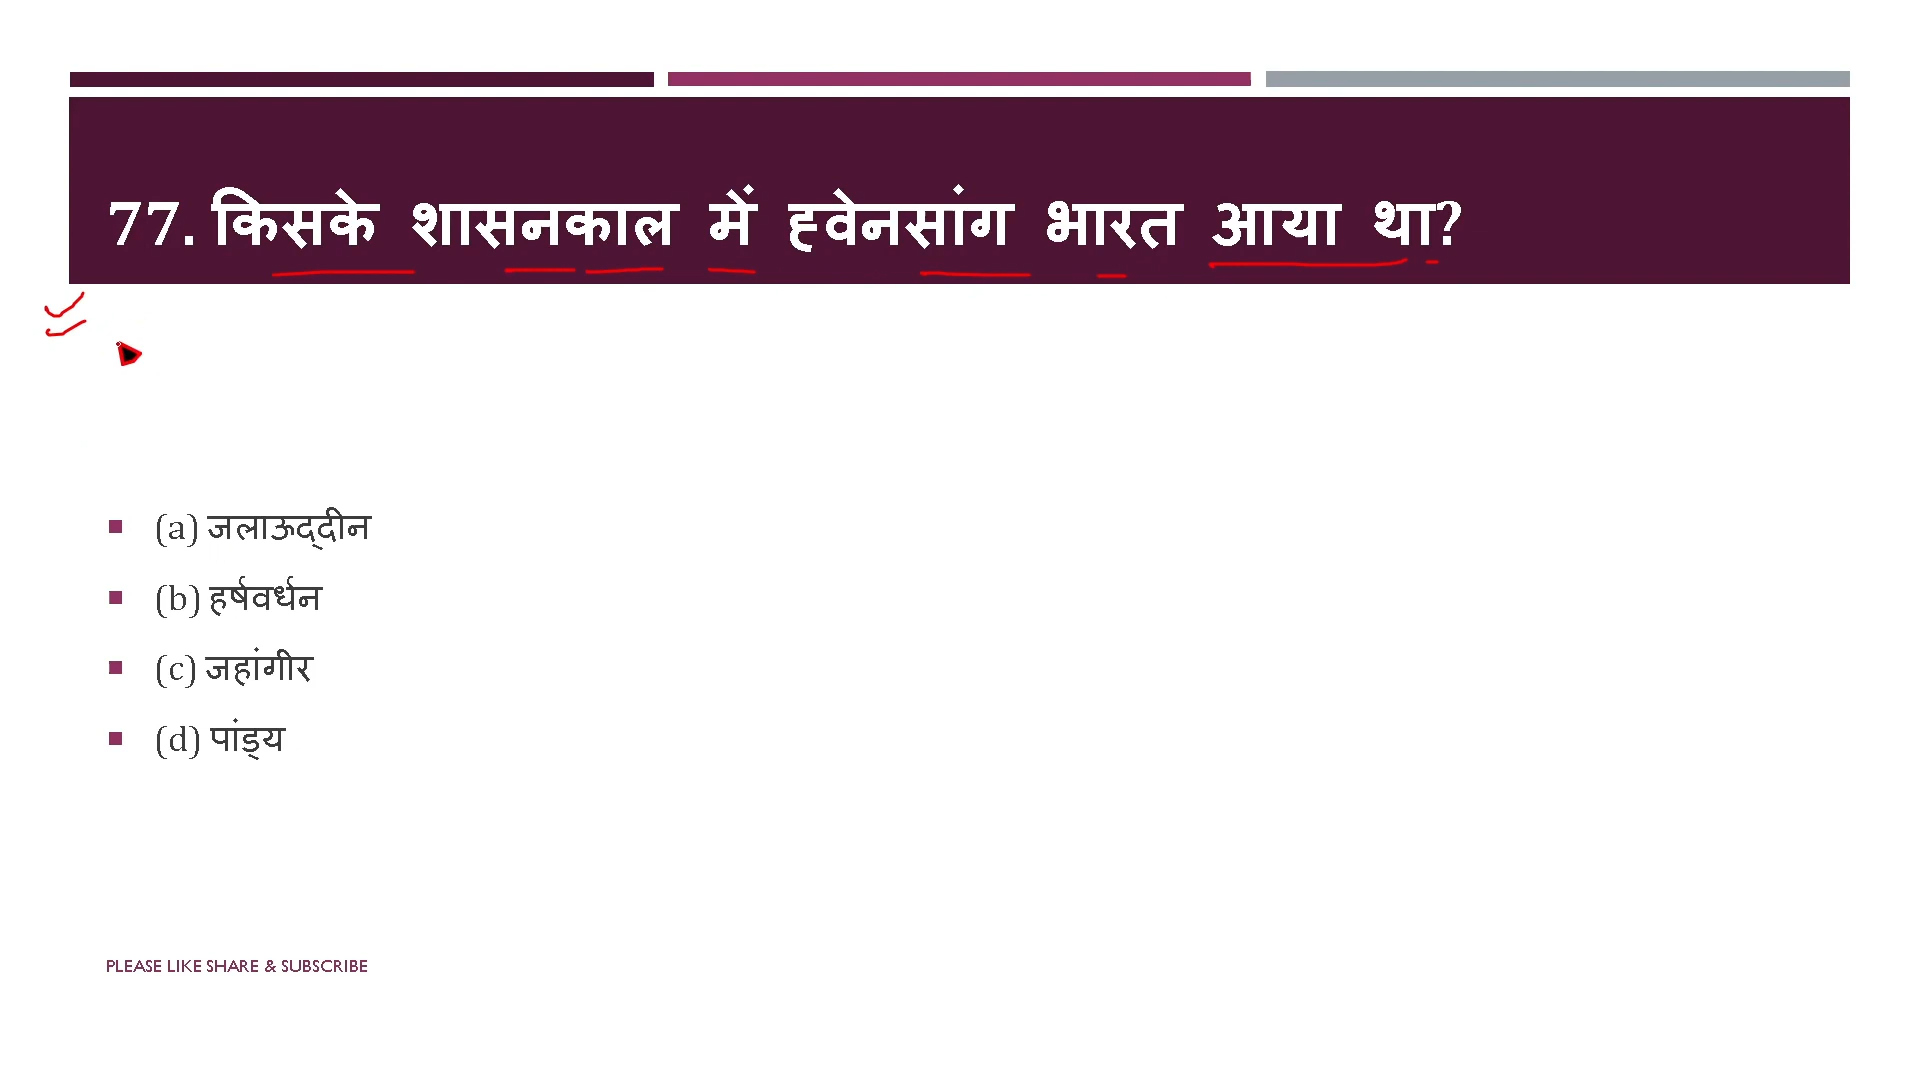 77. किसके शासनकाल में ह्वेनसांग भारत आया था?
(a) जलाऊद्दीन
(b) हर्षवर्धन
(c) जहांगीर
(d) पांड्य
PLEASE LIKE SHARE & SUBSCRIBE